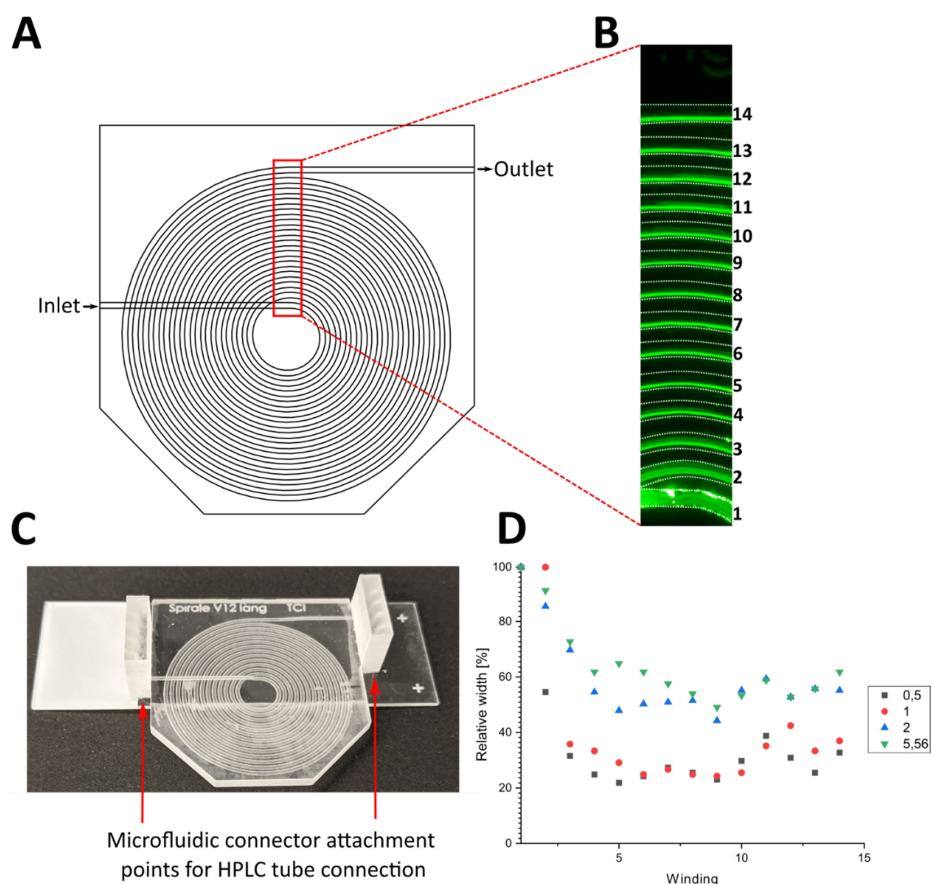 A
B
Outlet
Inlet
14
13
12
11
10
9
8
7
6
5
4
3
2
1
C
Spirale V12 lang TCI
Microfluidic connector attachment
points for HPLC tube connection
D
Relative width [%]
100
80
60
40
20
0
5
10
15
Winding
0,5
1
2
5,56